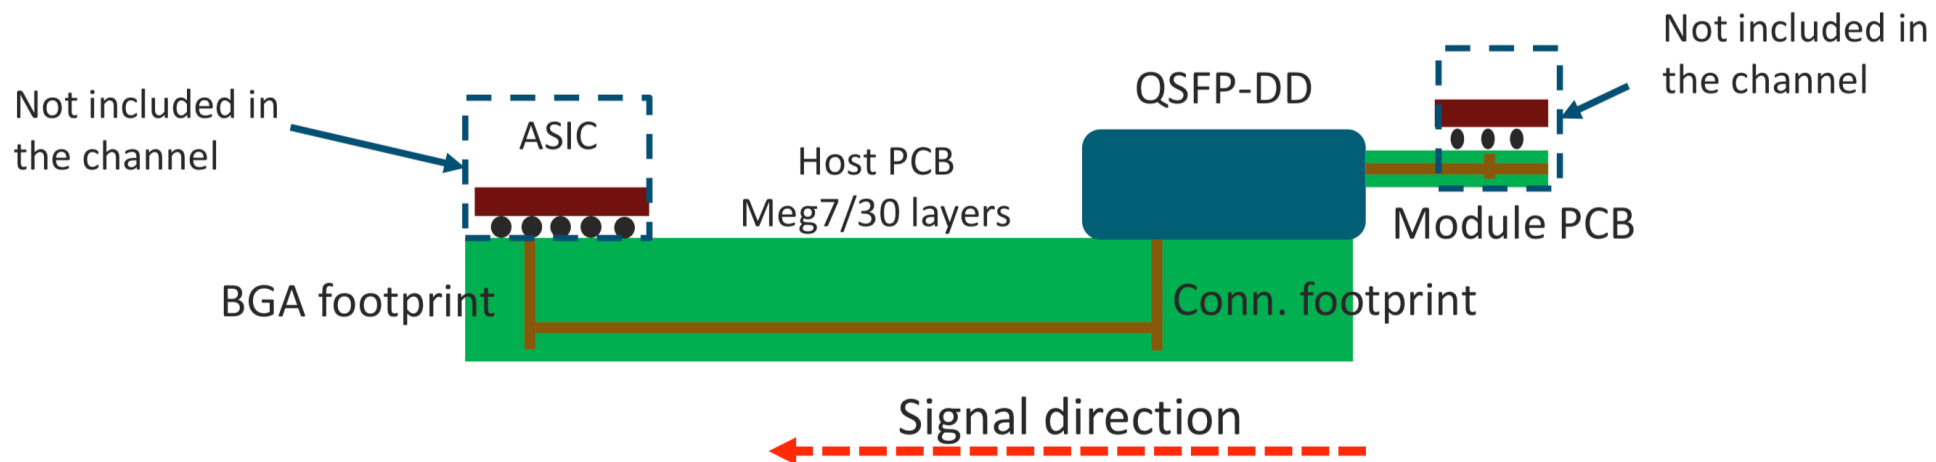 Not included in
the channel
ASIC
BGA footprint
Host PCB
Meg7/30 layers
QSFP-DD
Conn. footprint
Not included in
the channel
Module PCB
Signal direction